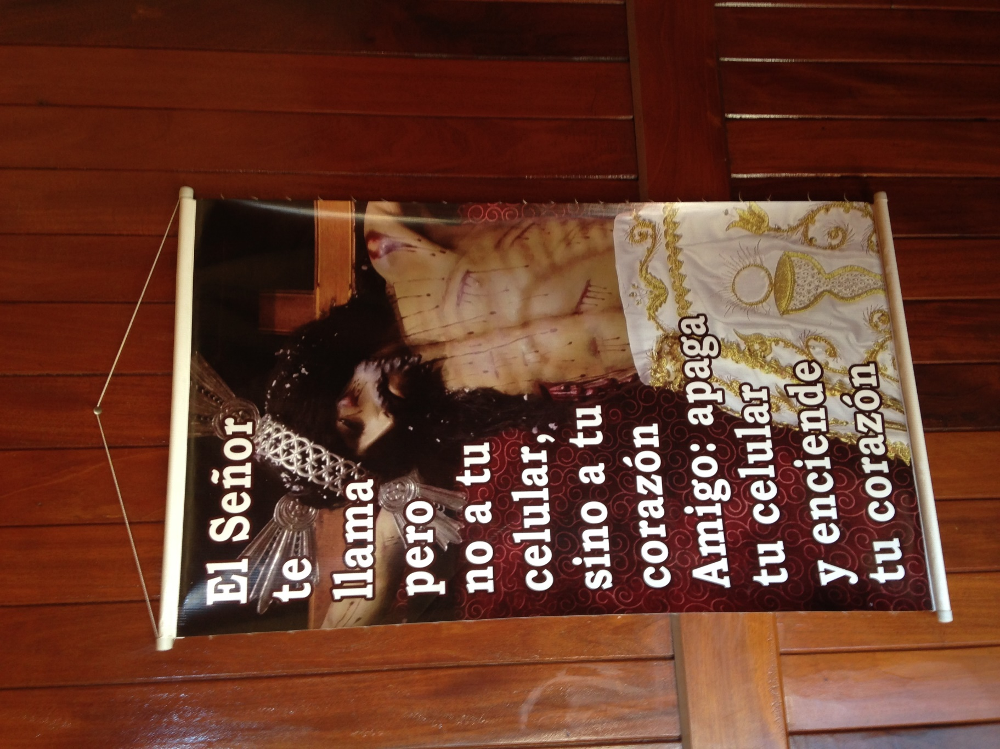 El Señor
te
llama
pero
no a tu
celular,
sino a tu
corazón
Amigo: apaga
tu celular
y enciende
tu corazón